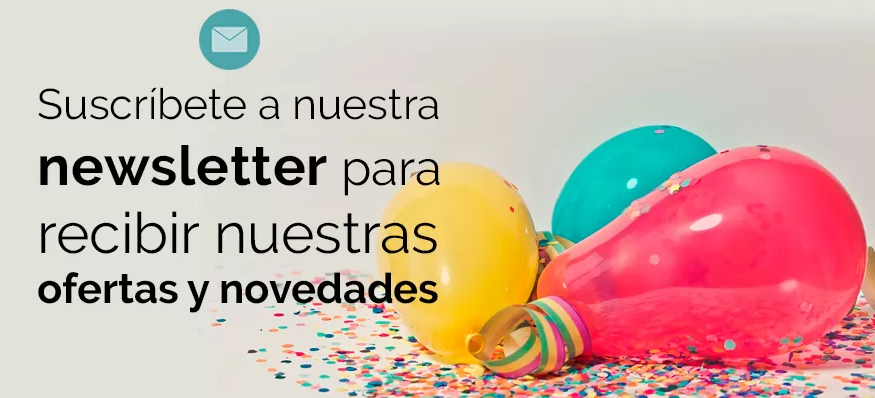 Suscríbete a nuestra
newsletter para
recibir nuestras
ofertas y novedades